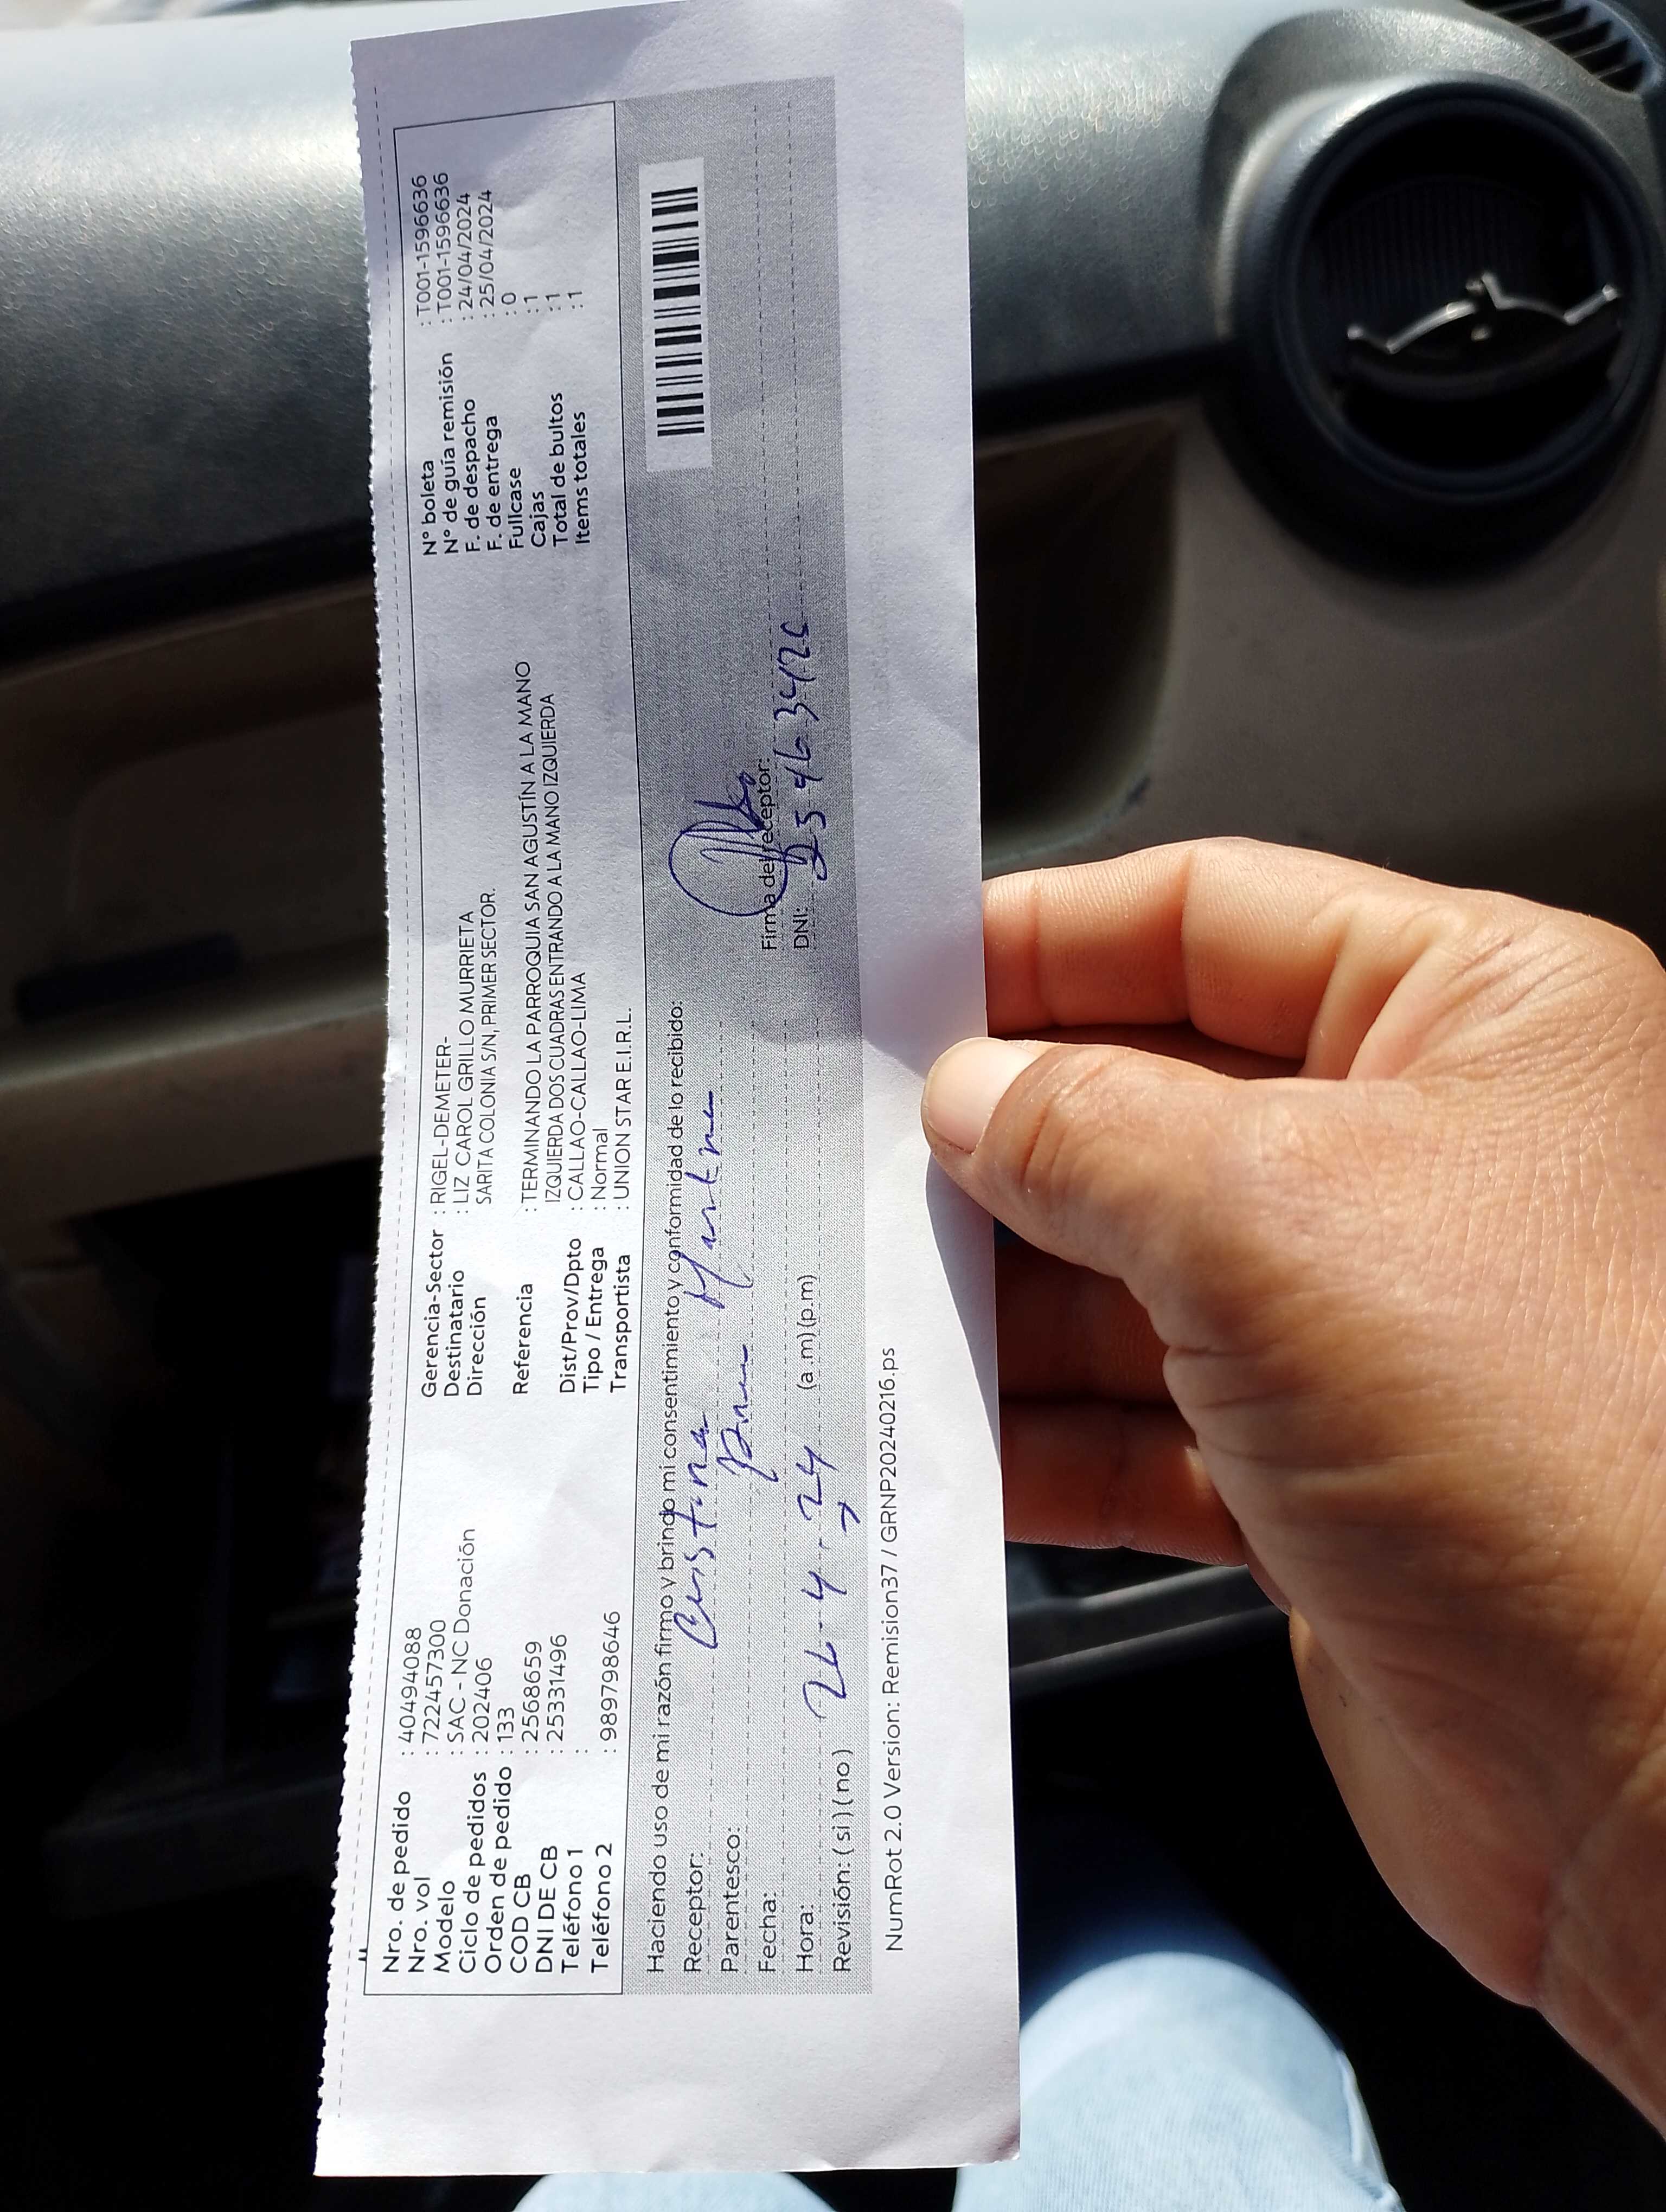 Nro. de pedido : 40494088
Nro. vol : 722457300
Modelo : SAC - NC Donación
Ciclo de pedidos : 202406
Orden de pedido : 133
COD CB : 2568659
DNI DE CB : 25331496
Teléfono 1 :
Teléfono 2 : 989798646
Gerencia-Sector : RIGEL-DEMETER-
Destinatario : LIZ CAROL GRILLO MURRIETA
Dirección SARITA COLONIA S/N, PRIMER SECTOR.
Referencia : TERMINANDO LA PARROQUIA SAN AGUSTÍN A LA MANO
IZQUIERDA DOS CUADRAS ENTRANDO A LA MANO IZQUIERDA
Dist/Prov/Dpto : CALLAO-CALLAO-LIMA
Tipo / Entrega : Normal
Transportista : UNION STAR E.I.R.L.
N° boleta : T001-1596636
N° de guía remisión : T001-1596636
F. de despacho : 24/04/2024
F. de entrega : 25/04/2024
Fullcase : 0
Cajas : 1
Total de bultos : 1
Items totales : 1
Haciendo uso de mi razón firmo y brindo mi consentimiento y conformidad de lo recibido:
Receptor: Cristina
Parentesco:
Fecha:
Hora: 24 (a.m) (p.m)
Revisión: ( si ) ( no )
Firma del receptor:
DNI:
NumRot 2.0 Version: Remision37 / GRNP20240216.ps